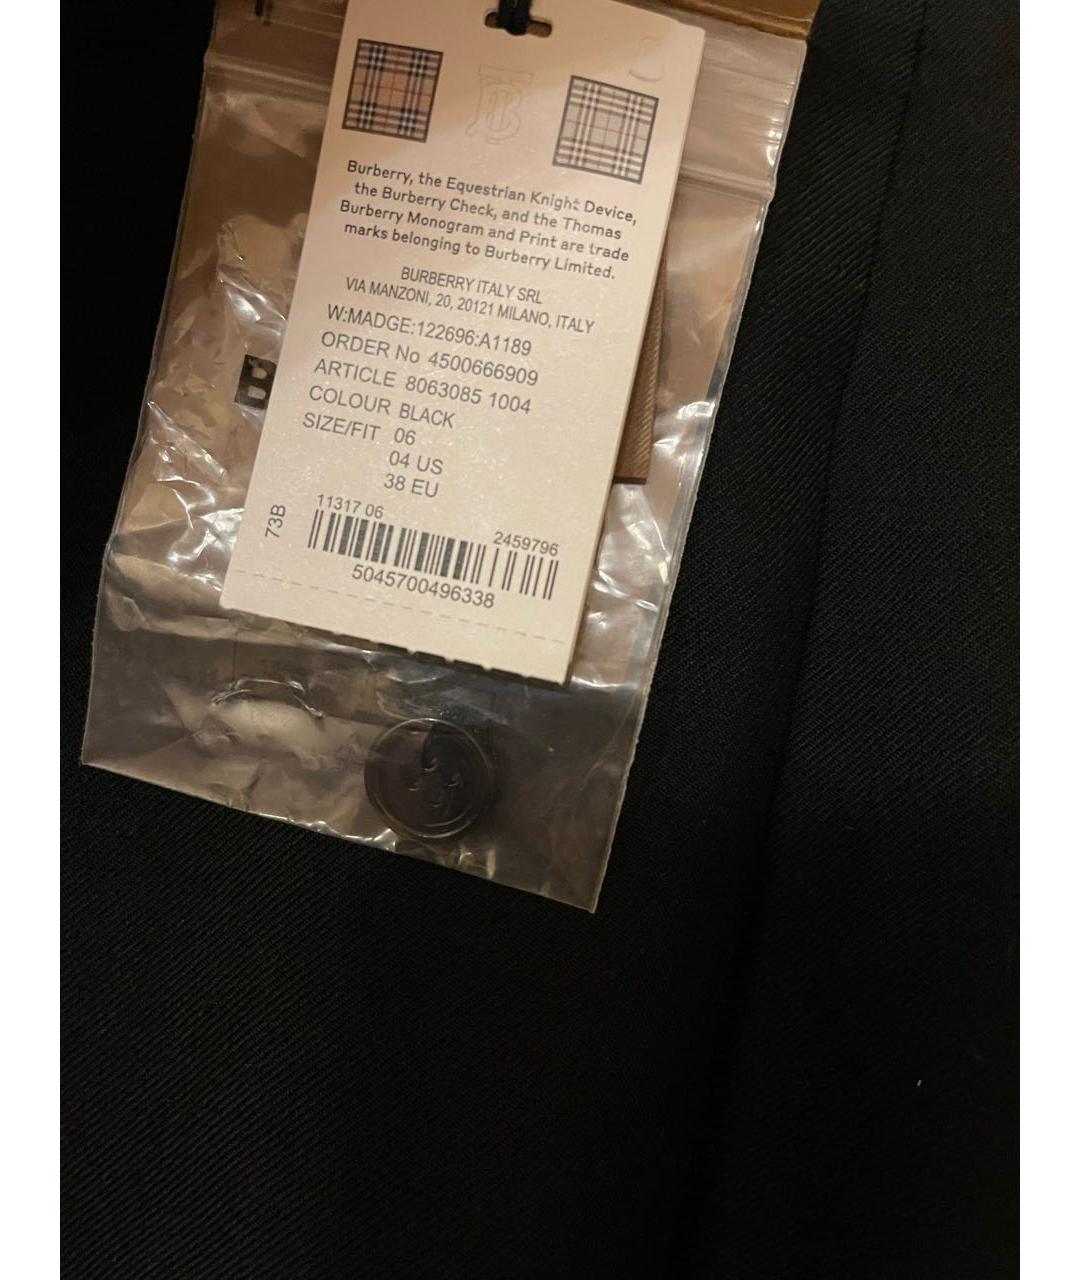 Burberry, the Equestrian Knight Device,
the Burberry Check, and the Thomas
Burberry Monogram and Print are trade
marks belonging to Burberry Limited.
BURBERRY ITALY SRL
VIA MANZONI, 20, 20121 MILANO, ITALY
W:MADGE:122696:A1189
ORDER No 4500666909
ARTICLE 8063085 1004
COLOUR BLACK
SIZE/FIT 06
04 US
38 EU
73B
11317 06
2459796
5045700496338
B